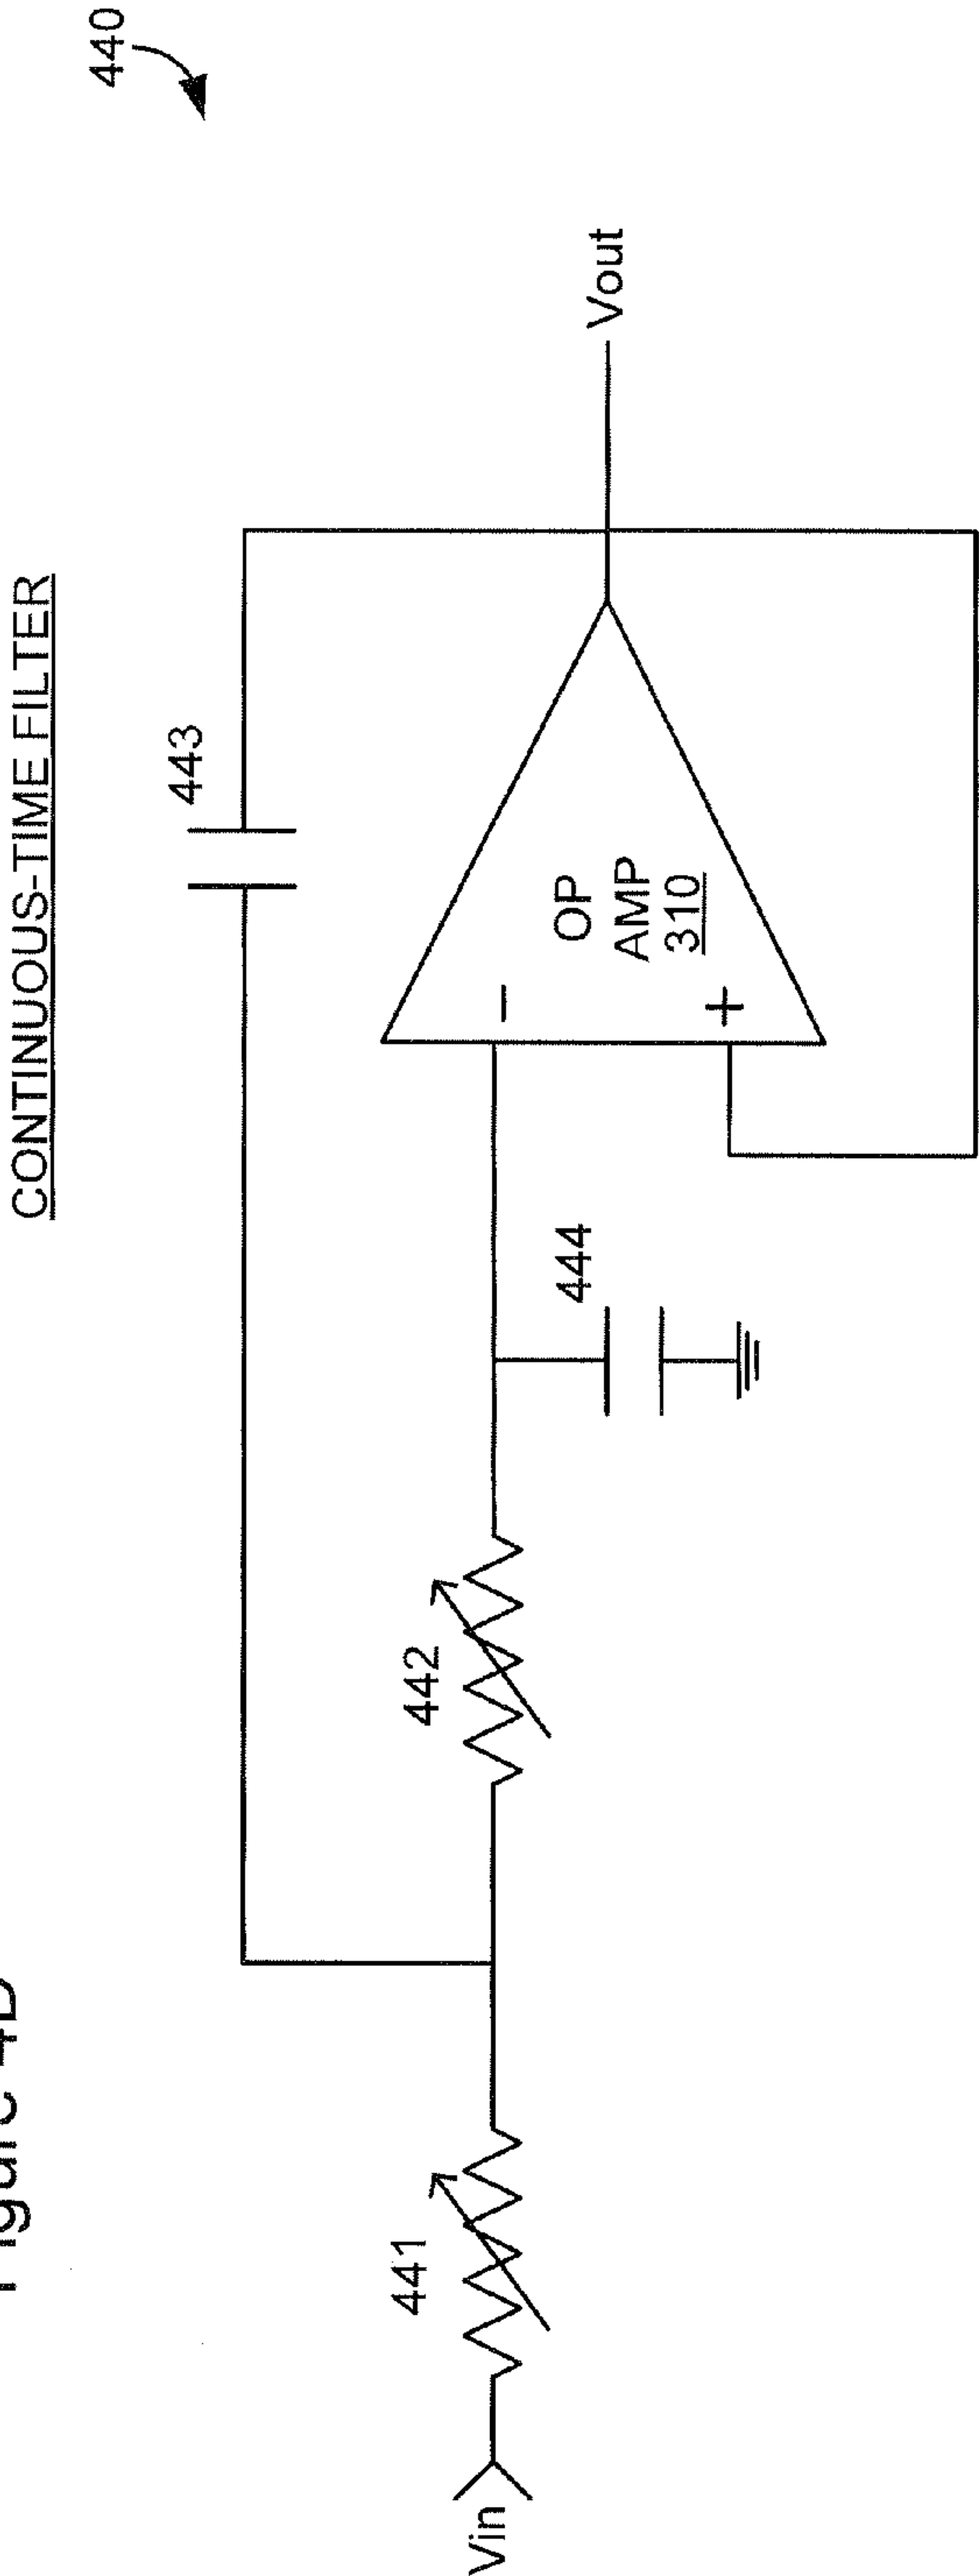 Figure 4D
CONTINUOUS-TIME FILTER
440
443
441
442
444
Vin
−
+
OP
AMP
310
Vout